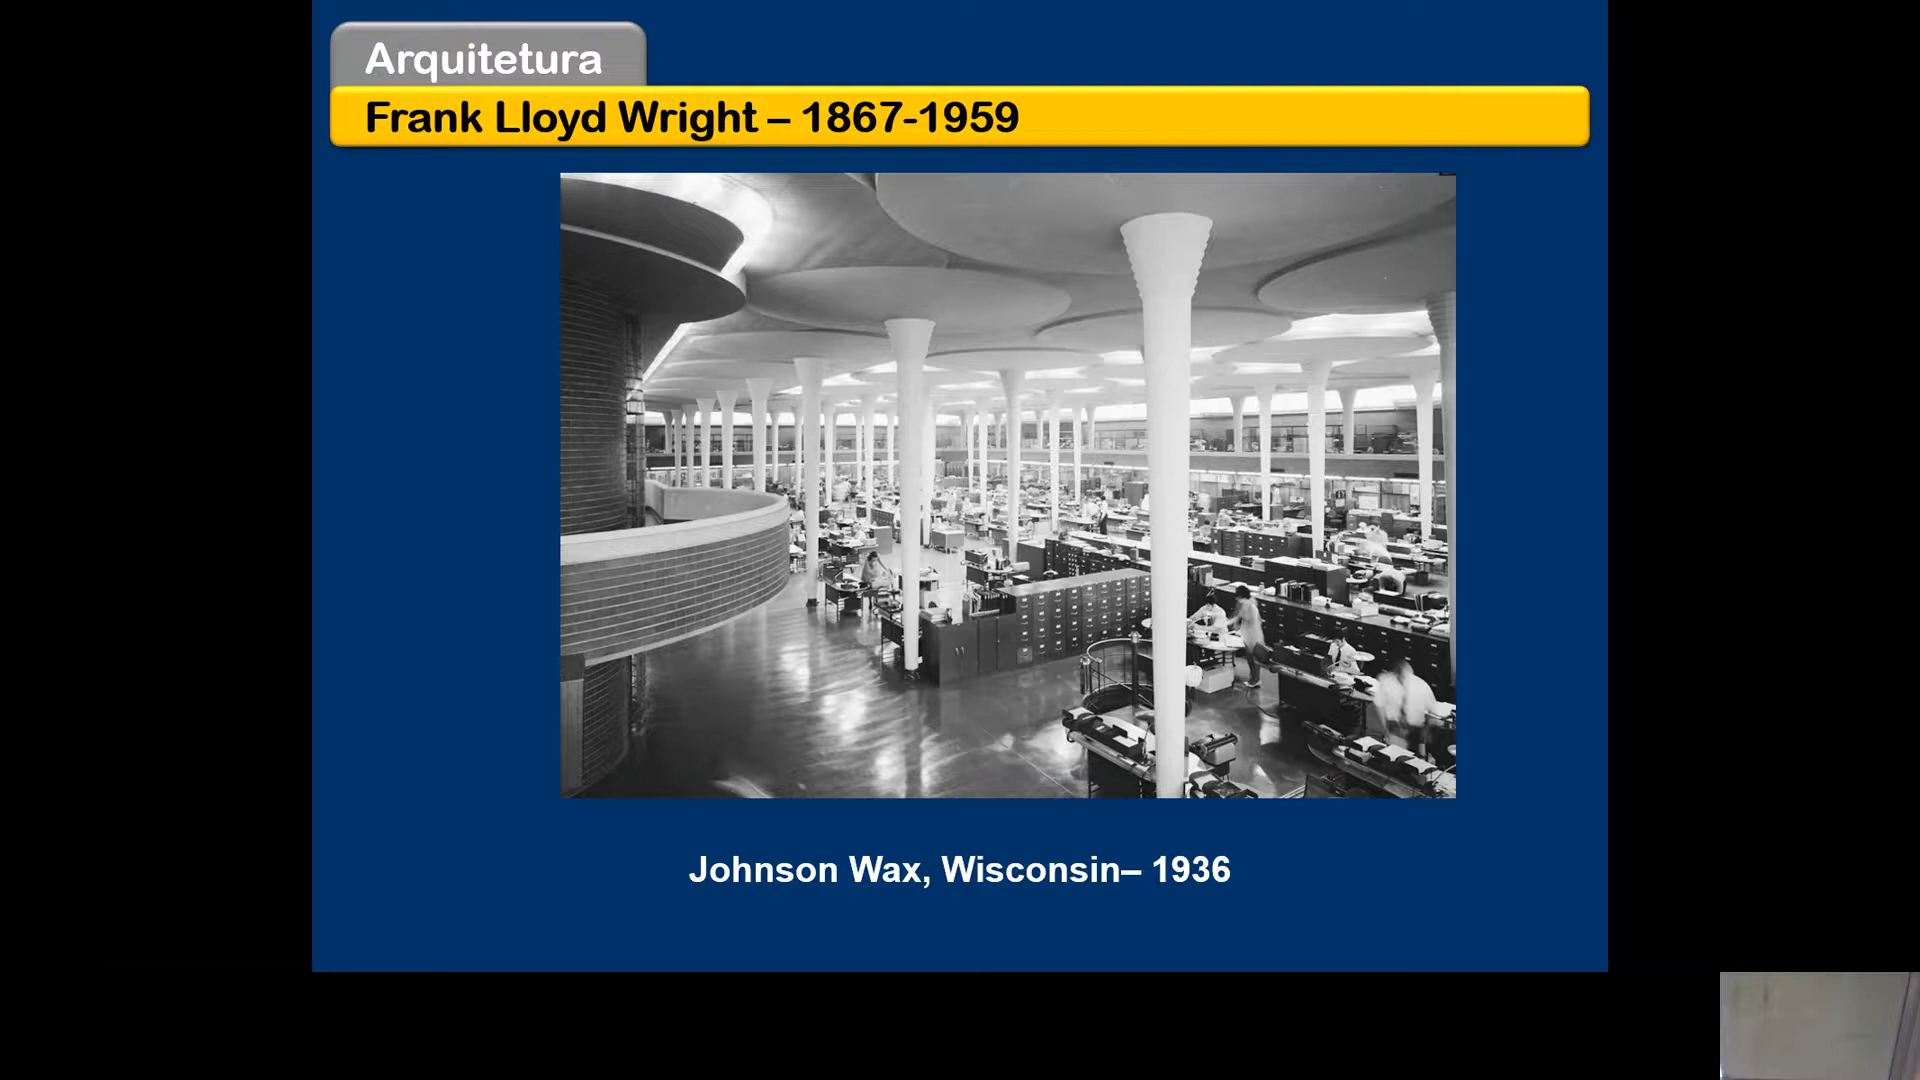 Arquitetura
Frank Lloyd Wright – 1867-1959
Johnson Wax, Wisconsin– 1936